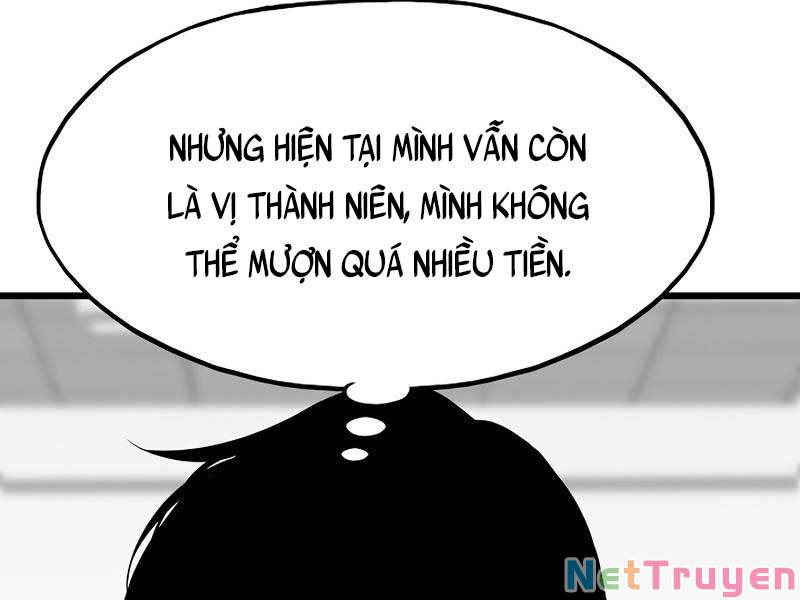 NHƯNG HIỆN TẠI MÌNH VẪN CÒN
LÀ VỊ THÀNH NIÊN, MÌNH KHÔNG
THỂ MƯỢN QUÁ NHIỀU TIỀN.
NetTruyen